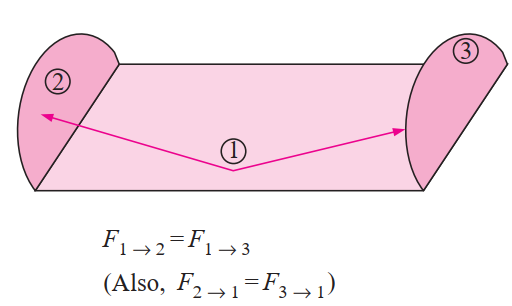 ③
②
①
F₁ → ₂ = F₁ → ₃
(Also, F₂ → ₁ = F₃ → ₁)